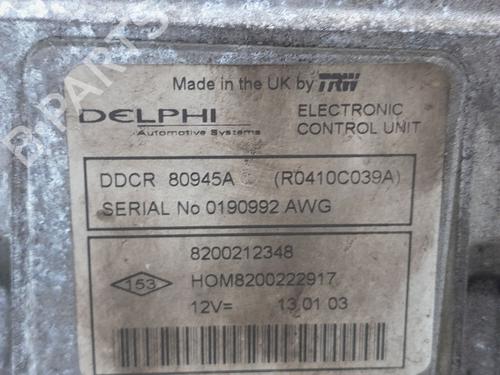 Made in the UK by TRW
DELPHI
Automotive Systems
ELECTRONIC
CONTROL UNIT
DDCR 80945A (R0410C039A)
SERIAL No 0190992 AWG
8200212348
153
HOM8200222917
12V= 13 01 03
B-PARTS